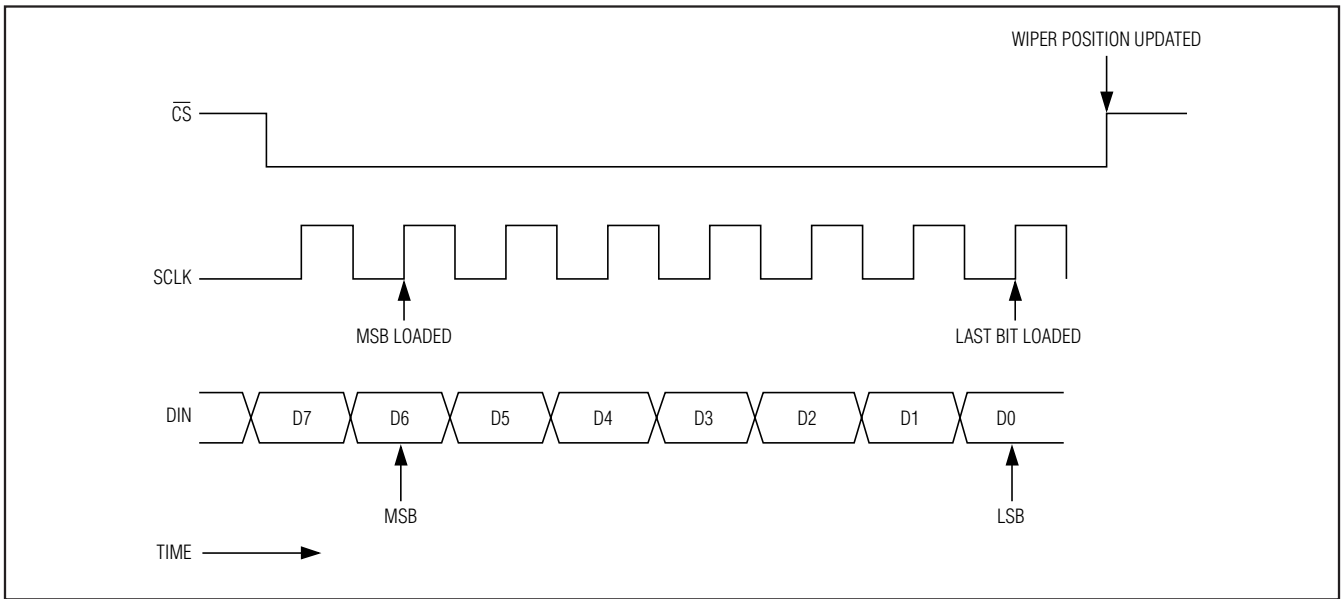 WIPER POSITION UPDATED
C̅S̅
SCLK
MSB LOADED
LAST BIT LOADED
DIN
D7
D6
D5
D4
D3
D2
D1
D0
MSB
LSB
TIME